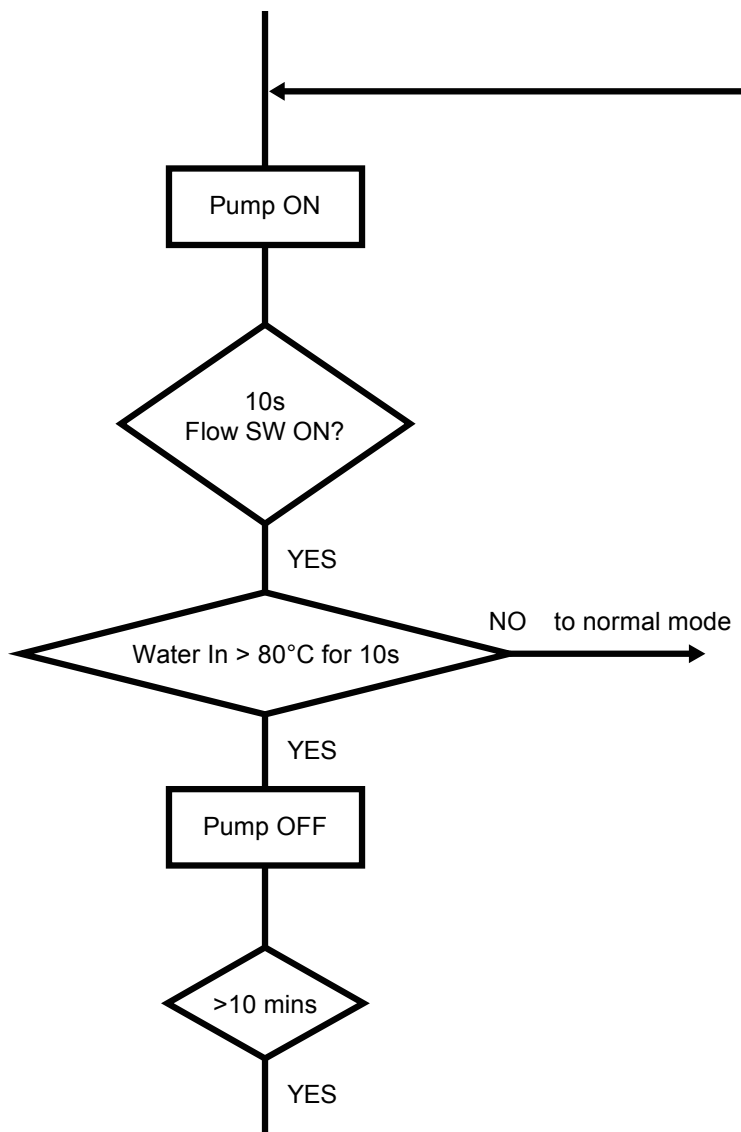 Pump ON
10s
Flow SW ON?
YES
NO to normal mode
Water In > 80°C for 10s
YES
Pump OFF
>10 mins
YES